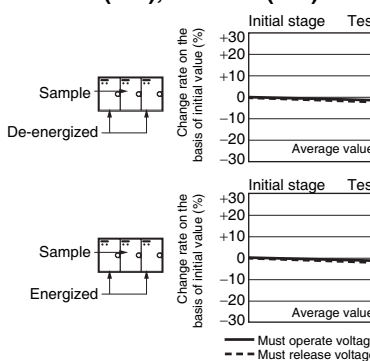 Initial stage Tes
Change rate on the
basis of initial value (%)
+30
+20
+10
0
−10
−20
−30
Average value
Sample
De-energized
Initial stage Tes
Change rate on the
basis of initial value (%)
+30
+20
+10
0
−10
−20
−30
Average value
Sample
Energized
Must operate voltag
Must release voltage